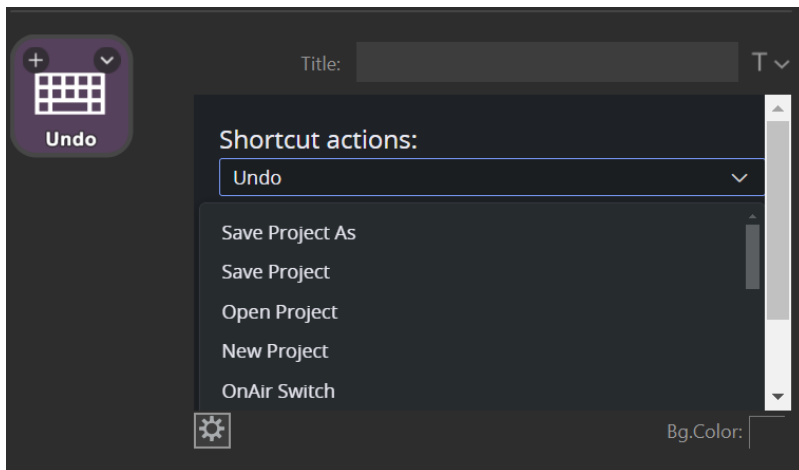 Title:
T
Undo
Shortcut actions:
Undo
Save Project As
Save Project
Open Project
New Project
OnAir Switch
Bg.Color: